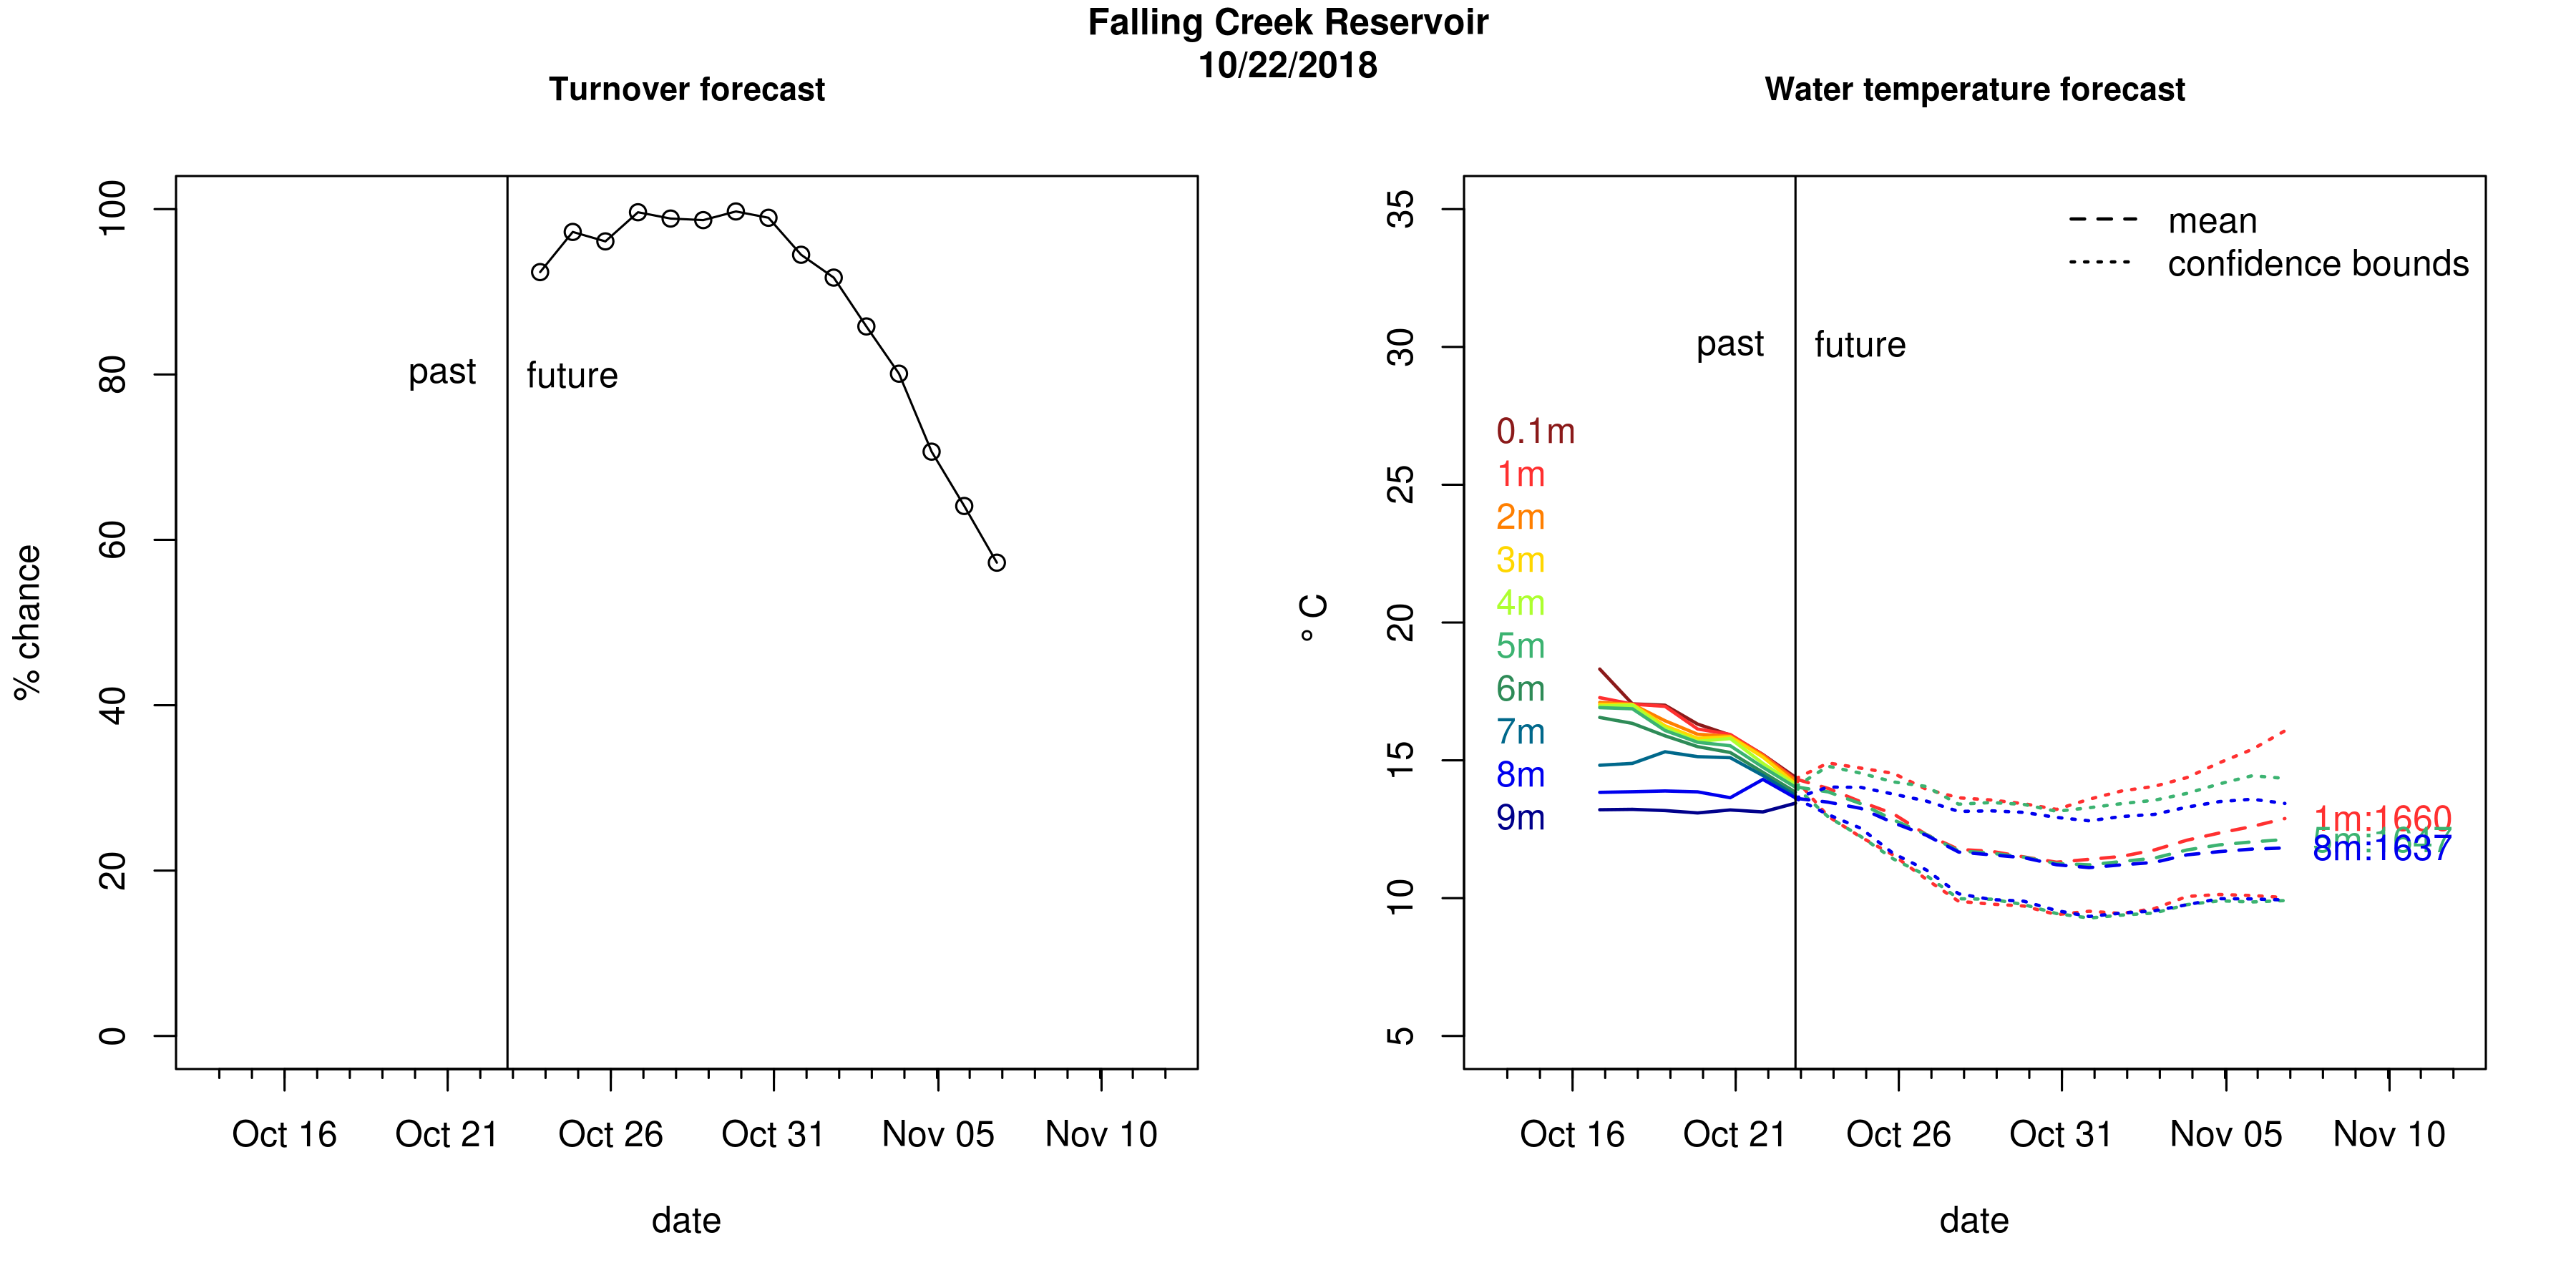 Falling Creek Reservoir
10/22/2018
Turnover forecast
% chance
100
80
60
40
20
0
past
future
Oct 16
Oct 21
Oct 26
Oct 31
Nov 05
Nov 10
date
Water temperature forecast
° C
35
30
25
20
15
10
5
mean
confidence bounds
past
future
0.1m
1m
2m
3m
4m
5m
6m
7m
8m
9m
1m:1660
8m:1637
Oct 16
Oct 21
Oct 26
Oct 31
Nov 05
Nov 10
date